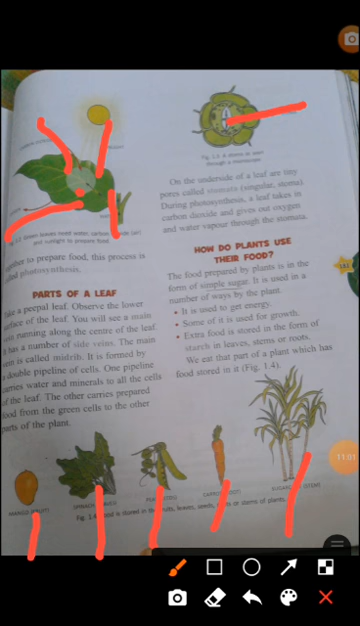 Fig. 1.3 A stoma as seen
through a microscope.
On the underside of a leaf are tiny
pores called stomata (singular, stoma)
During photosynthesis, a leaf takes in
carbon dioxide and gives out oxygen
and water vapour through the stomata.
green leaves need water, carbon dioxide (air)
and sunlight to prepare food.
together to prepare food, this process is
called photosynthesis.
PARTS OF A LEAF
Take a peepal leaf. Observe the lower
surface of the leaf. You will see a main
vein running along the centre of the leaf.
It has a number of side veins. The main
vein is called midrib. It is formed by
a double pipeline of cells. One pipeline
carries water and minerals to all the cells
of the leaf. The other carries prepared
food from the green cells to the other
parts of the plant.
HOW DO PLANTS USE
THEIR FOOD?
The food prepared by plants is in the
form of simple sugar. It is used in a
number of ways by the plant.
• It is used to get energy.
• Some of it is used for growth.
• Extra food is stored in the form of
starch in leaves, stems or roots.
We eat that part of a plant which has
food stored in it (Fig. 1.4).
MANGO (FRUIT)
SPINACH
CARROT (ROOT)
(STEM)
Fig. 1.4 Food is stored in the fruits, leaves, seeds, roots or stems of plants.
11:01